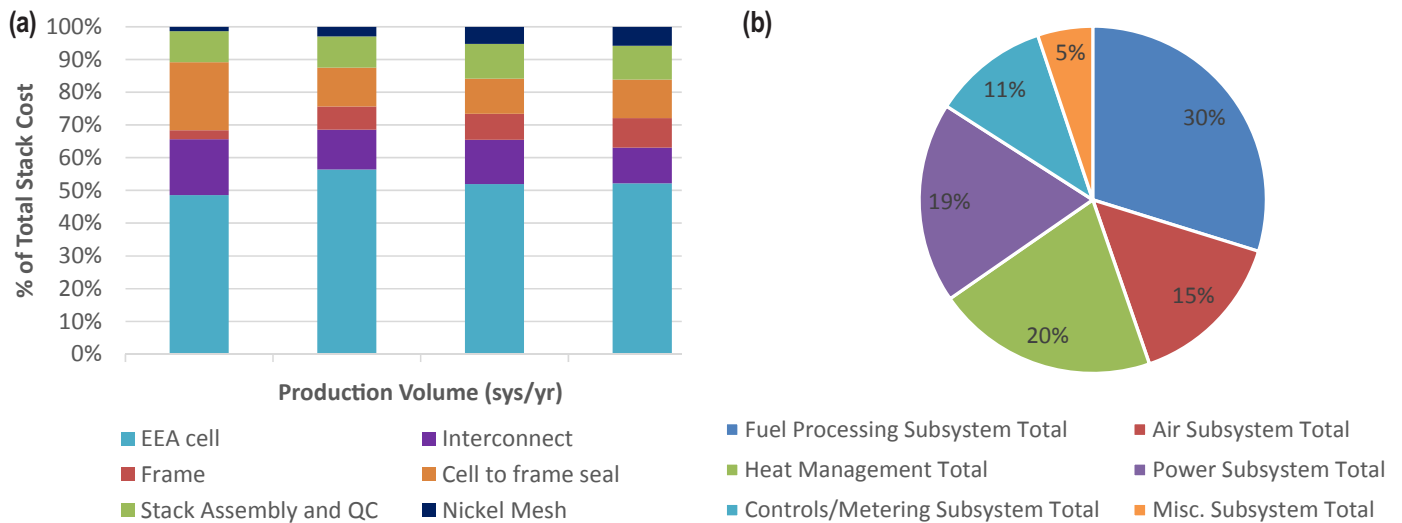 (a)
100%
90%
80%
70%
60%
50%
40%
30%
20%
10%
0%
% of Total Stack Cost
Production Volume (sys/yr)
EEA cell
Interconnect
Frame
Cell to frame seal
Stack Assembly and QC
Nickel Mesh
(b)
5%
11%
30%
19%
15%
20%
Fuel Processing Subsystem Total
Air Subsystem Total
Heat Management Total
Power Subsystem Total
Controls/Metering Subsystem Total
Misc. Subsystem Total